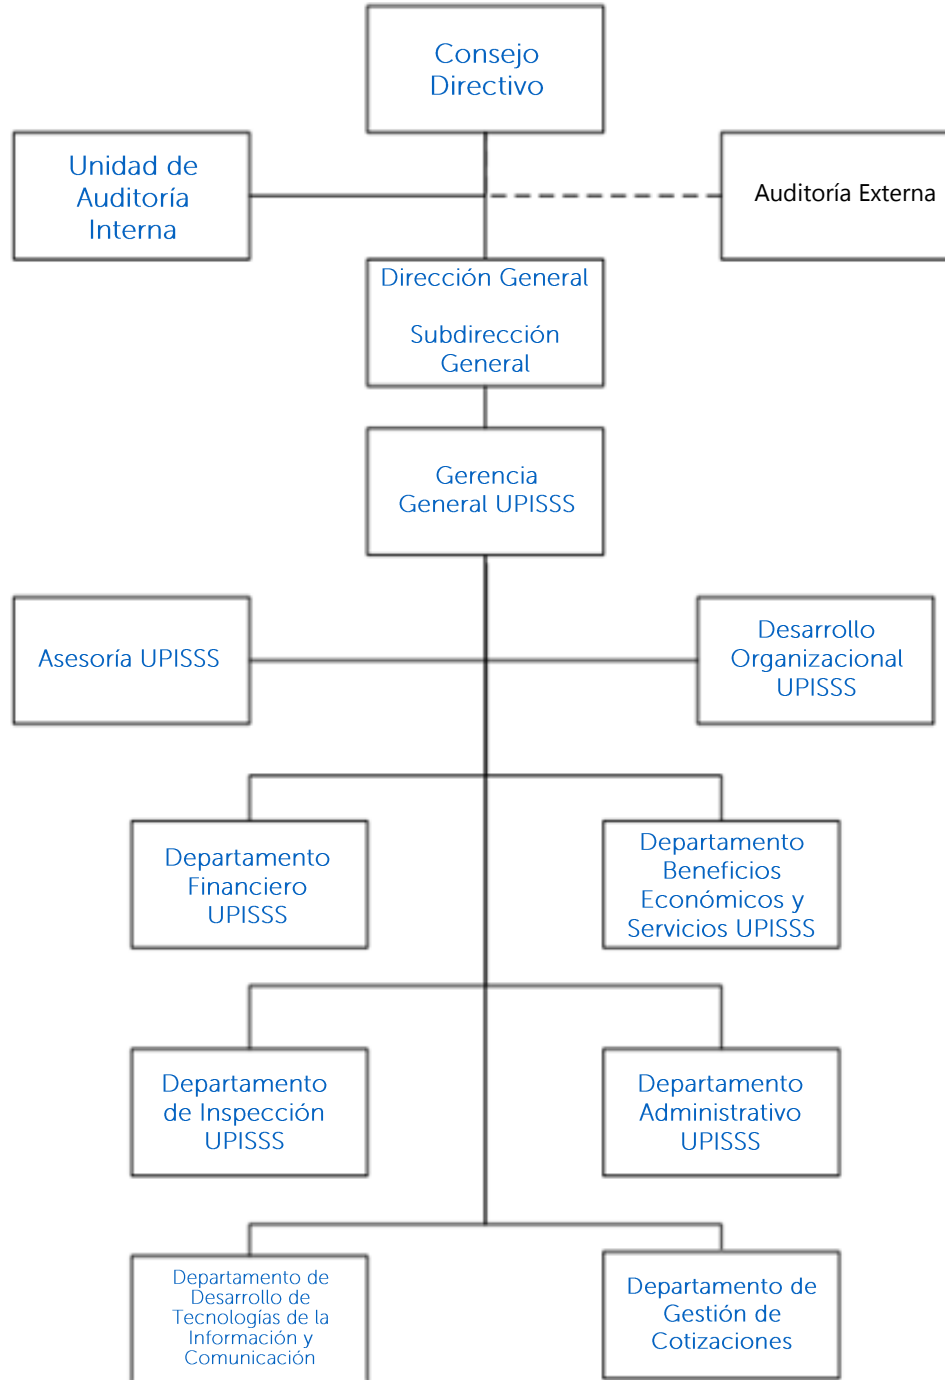 Consejo
Directivo
Unidad de
Auditoría
Interna
Auditoría Externa
Dirección General
Subdirección
General
Gerencia
General UPISSS
Asesoría UPISSS
Desarrollo
Organizacional
UPISSS
Departamento
Financiero
UPISSS
Departamento
Beneficios
Económicos y
Servicios UPISSS
Departamento
de Inspección
UPISSS
Departamento
Administrativo
UPISSS
Departamento de
Desarrollo de
Tecnologías de la
Información y
Comunicación
Departamento de
Gestión de
Cotizaciones